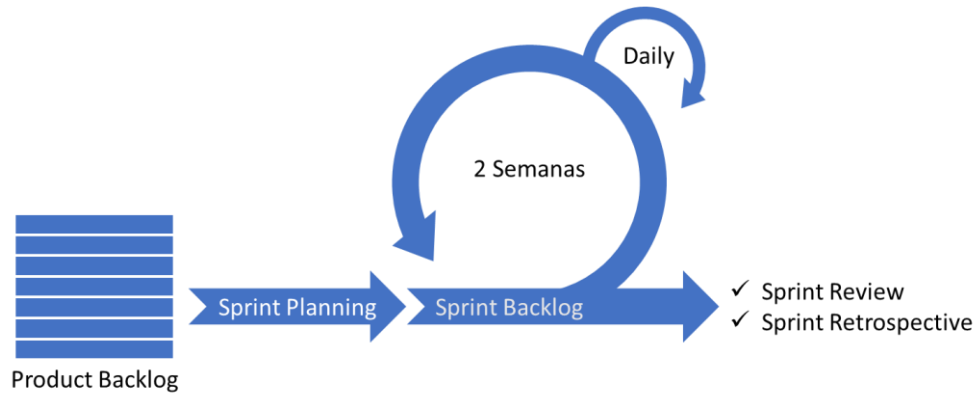 Daily
2 Semanas
Sprint Planning
Sprint Backlog
✓ Sprint Review
✓ Sprint Retrospective
Product Backlog